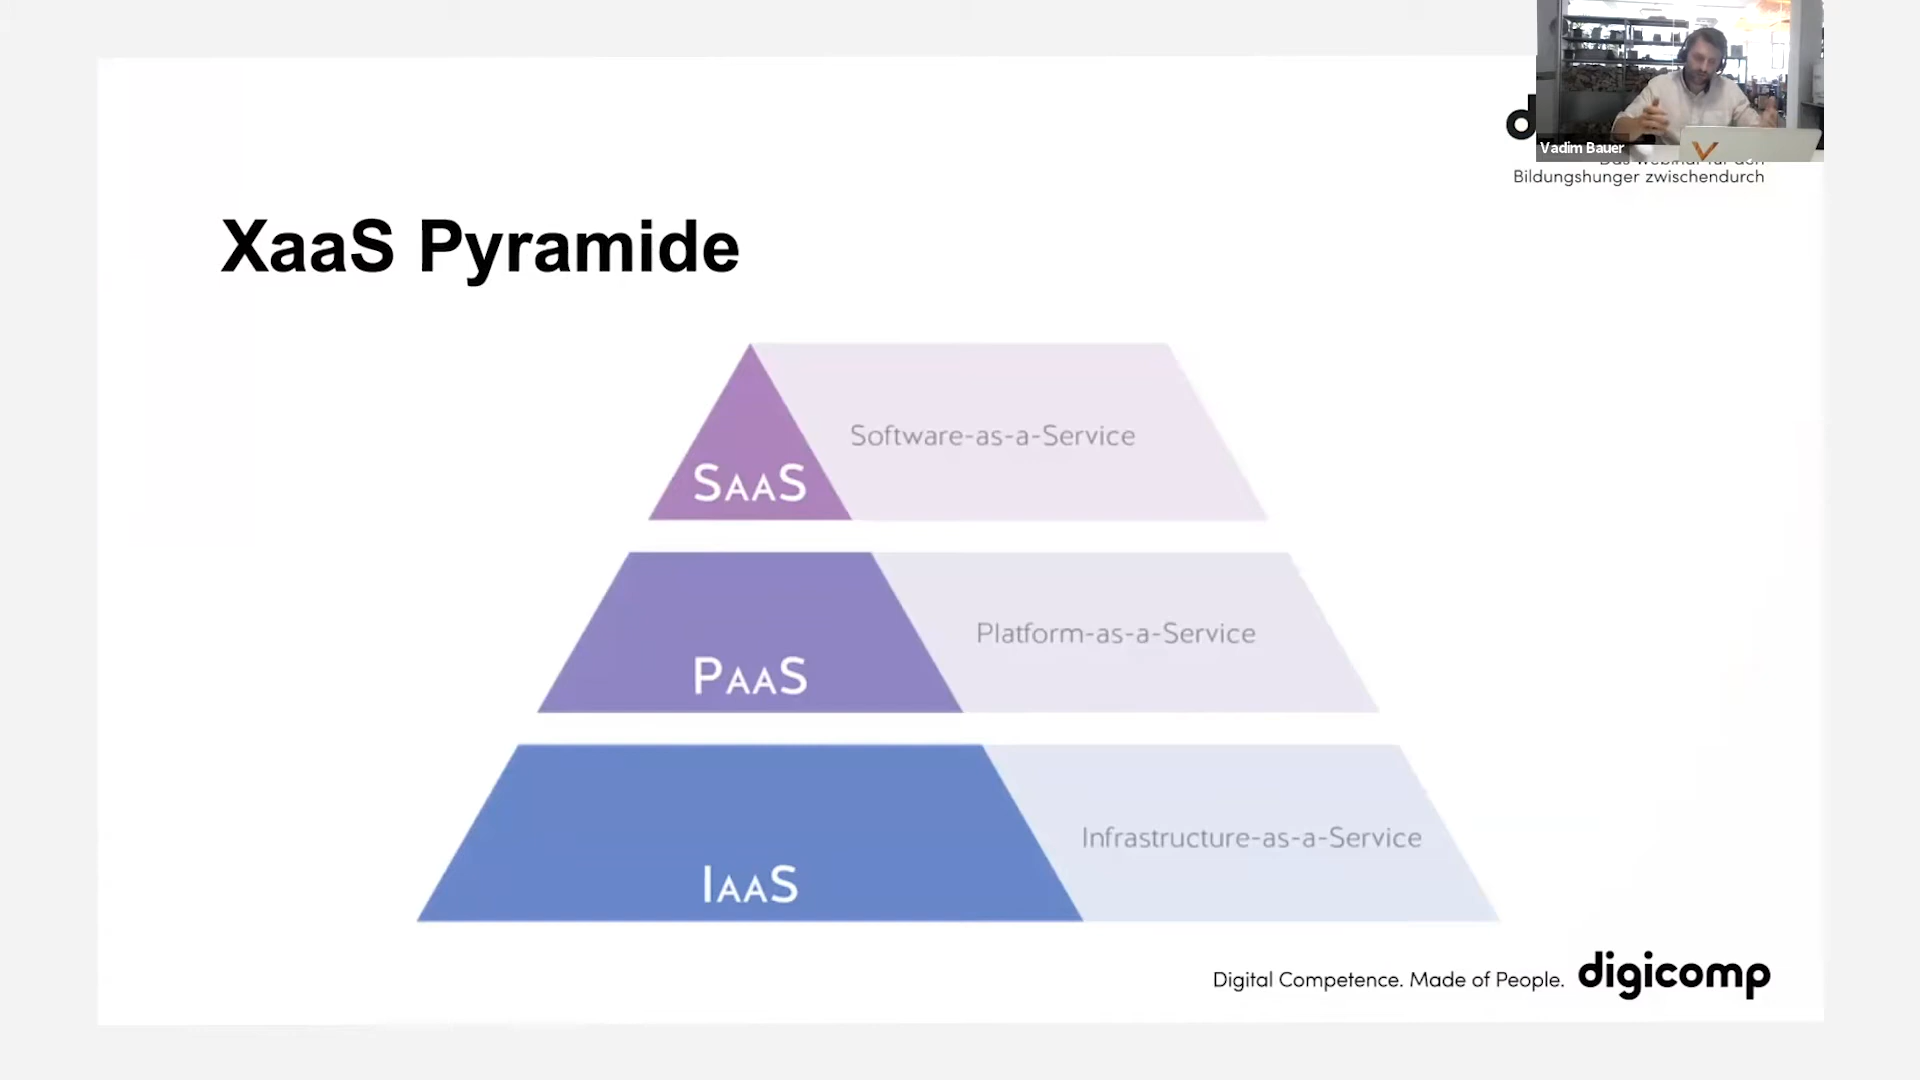 Vadim Bauer
Bildungshunger zwischendurch
XaaS Pyramide
Software-as-a-Service
SAAS
Platform-as-a-Service
PAAS
Infrastructure-as-a-Service
IAAS
Digital Competence. Made of People. digicomp